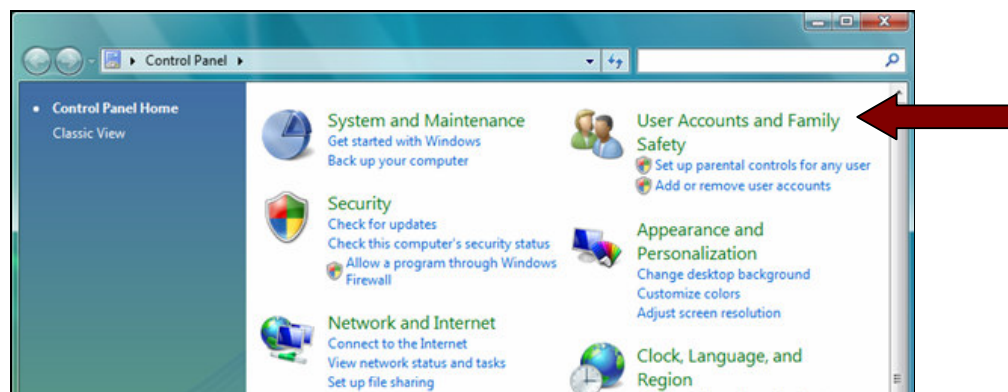 Control Panel
Control Panel Home
Classic View
System and Maintenance
Get started with Windows
Back up your computer
Security
Check for updates
Check this computer's security status
Allow a program through Windows
Firewall
Network and Internet
Connect to the Internet
View network status and tasks
Set up file sharing
User Accounts and Family
Safety
Set up parental controls for any user
Add or remove user accounts
Appearance and
Personalization
Change desktop background
Customize colors
Adjust screen resolution
Clock, Language, and
Region